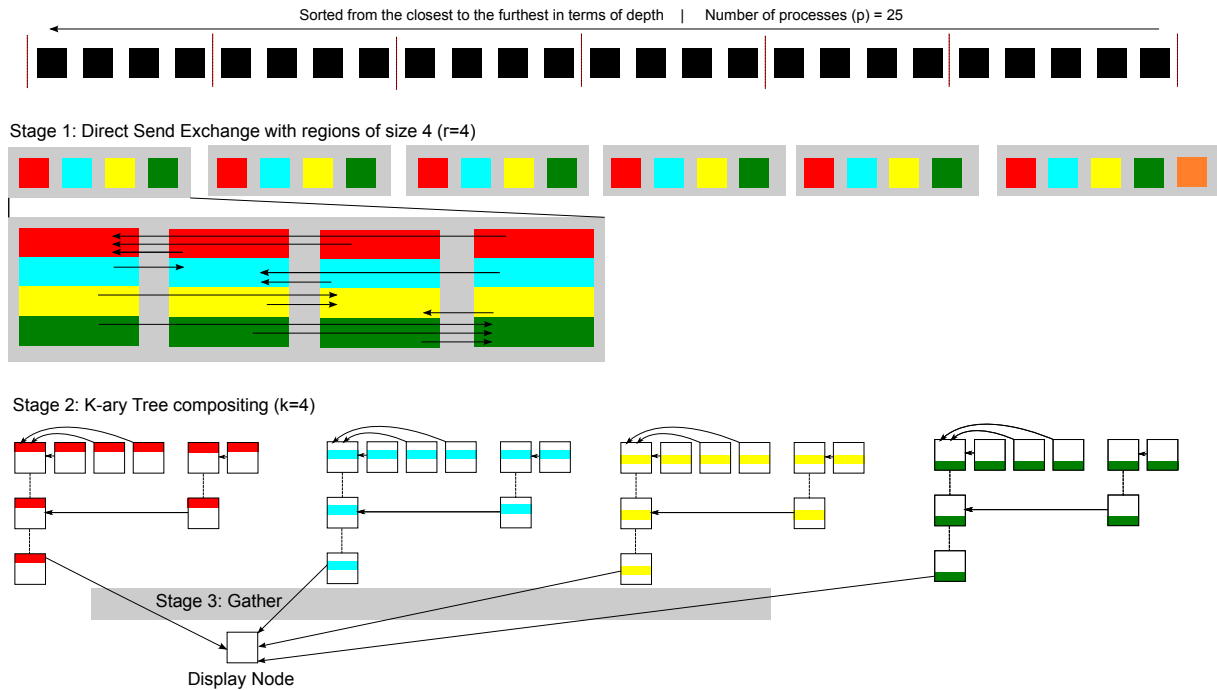 Sorted from the closest to the furthest in terms of depth | Number of processes (p) = 25
Stage 1: Direct Send Exchange with regions of size 4 (r=4)
Stage 2: K-ary Tree compositing (k=4)
Stage 3: Gather
Display Node